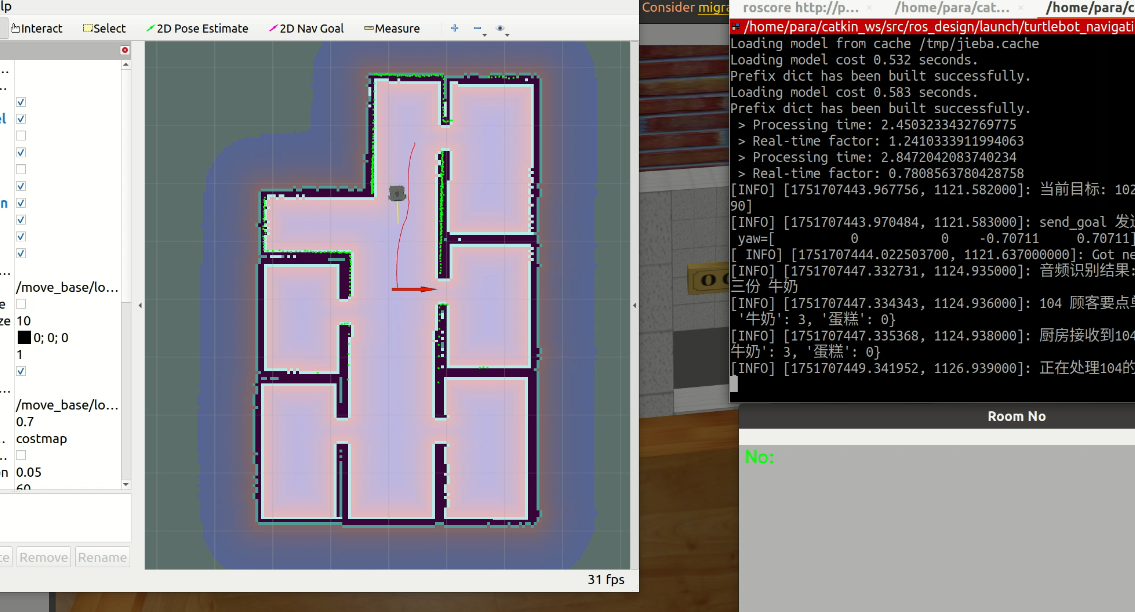 lp
Interact
Select
2D Pose Estimate
2D Nav Goal
Measure
/move_base/lo...
10
0; 0; 0
1
/move_base/lo...
0.7
costmap
0.05
60
Remove
Rename
31 fps
Consider migra
roscore http://p...
/home/para/cat...
/home/para/c
/home/para/catkin_ws/src/ros_design/launch/turtlebot_navigati
Loading model from cache /tmp/jieba.cache
Loading model cost 0.532 seconds.
Prefix dict has been built successfully.
Loading model cost 0.583 seconds.
Prefix dict has been built successfully.
> Processing time: 2.4503233432769775
> Real-time factor: 1.2410333911994063
> Processing time: 2.8472042083740234
> Real-time factor: 0.7808563780428758
[INFO] [1751707443.967756, 1121.582000]: 当前目标: 102
90]
[INFO] [1751707443.970484, 1121.583000]: send_goal 发送
yaw=[ 0 0 -0.70711 0.70711]
[ INFO] [1751707444.022503700, 1121.637000000]: Got ne
[INFO] [1751707447.332731, 1124.935000]: 音频识别结果:
三份 牛奶
[INFO] [1751707447.334343, 1124.936000]: 104 顾客要点单
'牛奶': 3, '蛋糕': 0}
[INFO] [1751707447.335368, 1124.938000]: 厨房接收到104
牛奶': 3, '蛋糕': 0}
[INFO] [1751707449.341952, 1126.939000]: 正在处理104的
Room No
No: